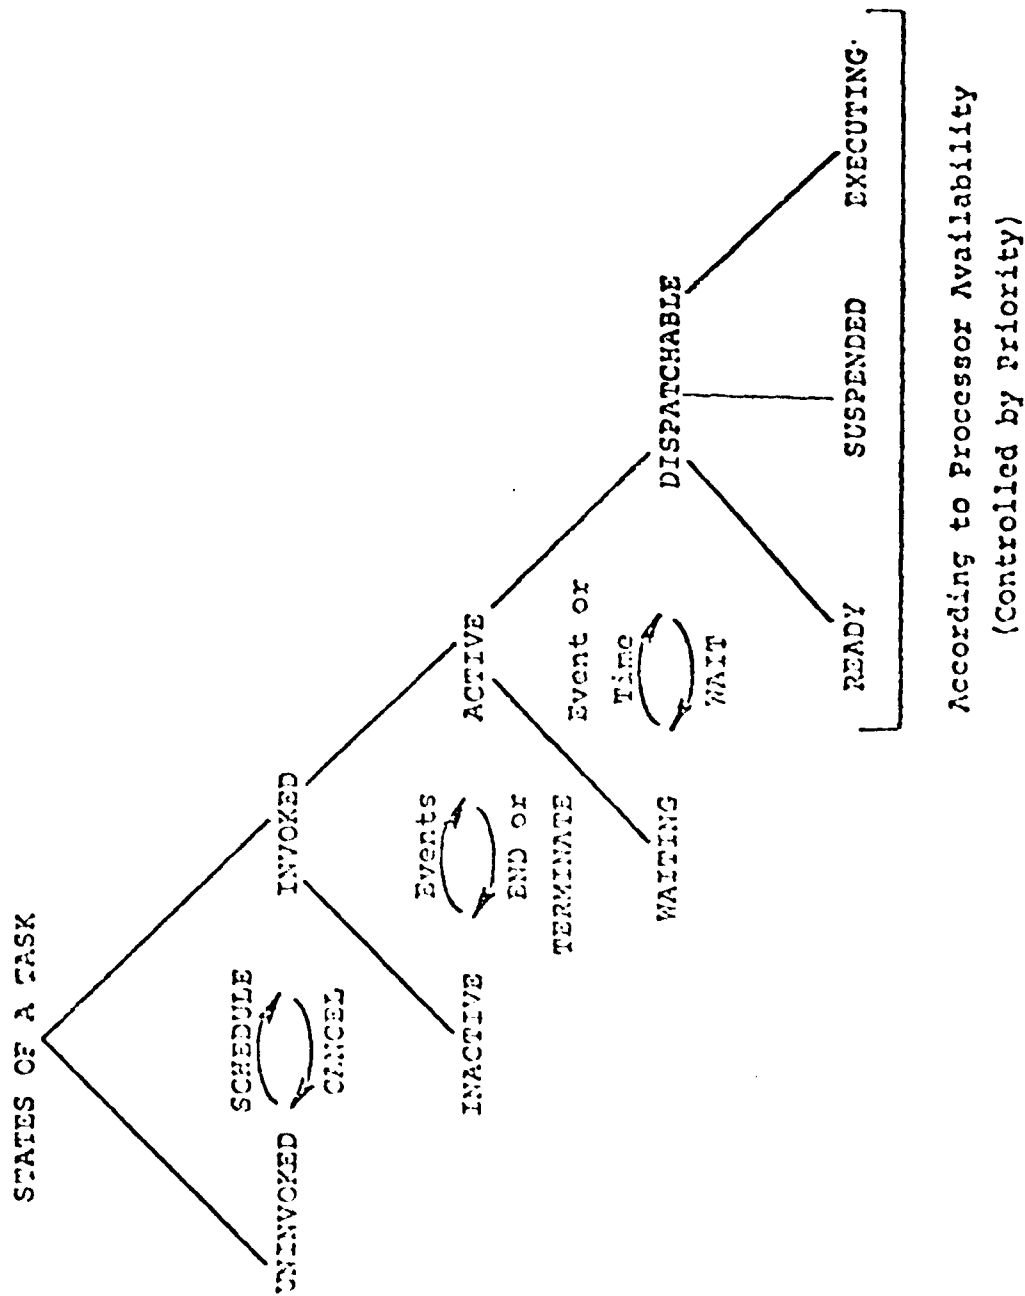 STATES OF A TASK
UNINVOKED
SCHEDULE
CANCEL
INVOKED
INACTIVE
Events
END or
TERMINATE
ACTIVE
WAITING
Event or
Time
WAIT
DISPATCHABLE
READY
SUSPENDED
EXECUTING
According to Processor Availability
(Controlled by Priority)